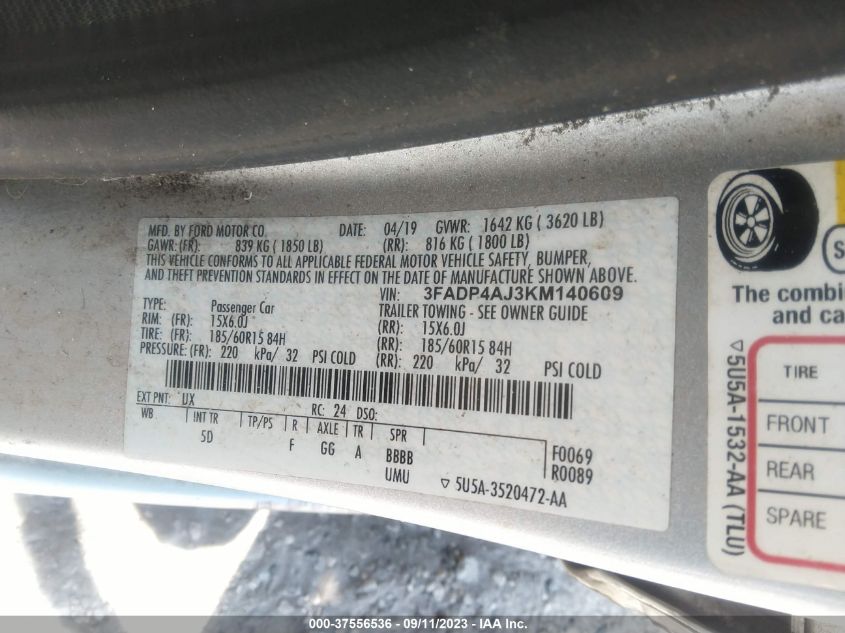 MFD. BY FORD MOTOR CO. DATE: 04/19 GVWR: 1642 KG ( 3620 LB)
GAWR: (FR): 839 KG ( 1850 LB) (RR): 816 KG ( 1800 LB)
THIS VEHICLE CONFORMS TO ALL APPLICABLE FEDERAL MOTOR VEHICLE SAFETY, BUMPER,
AND THEFT PREVENTION STANDARDS IN EFFECT ON THE DATE OF MANUFACTURE SHOWN ABOVE.
VIN: 3FADP4AJ3KM140609
TYPE: Passenger Car TRAILER TOWING - SEE OWNER GUIDE
RIM: (FR): 15X6.0J (RR): 15X6.0J
TIRE: (FR): 185/60R15 84H (RR): 185/60R15 84H
PRESSURE: (FR): 220 kPa/ 32 PSI COLD (RR): 220 kPa/ 32 PSI COLD
EXT PNT: UX RC: 24 DSO:
WB INT TR TP/PS R AXLE TR SPR
5D F GG A BBBB F0069
UMU R0089
▽ 5U5A-3520472-AA
▽ 5U5A-1532-AA (TLU)
S
The combi
and ca
TIRE
FRONT
REAR
SPARE
000-37556536 - 09/11/2023 - IAA Inc.